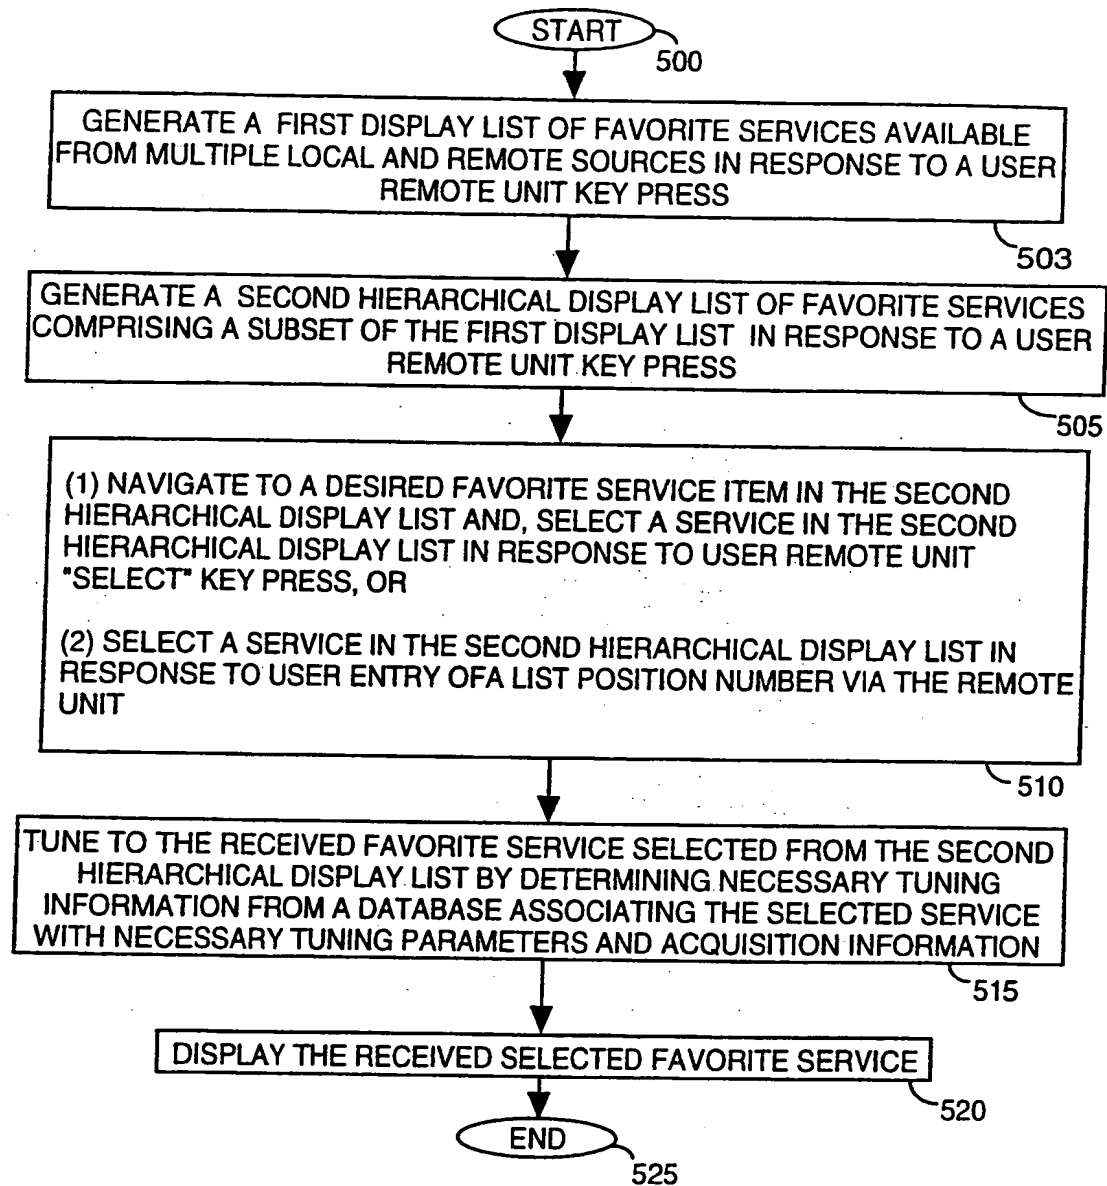 START
500
GENERATE A FIRST DISPLAY LIST OF FAVORITE SERVICES AVAILABLE
FROM MULTIPLE LOCAL AND REMOTE SOURCES IN RESPONSE TO A USER
REMOTE UNIT KEY PRESS
503
GENERATE A SECOND HIERARCHICAL DISPLAY LIST OF FAVORITE SERVICES
COMPRISING A SUBSET OF THE FIRST DISPLAY LIST IN RESPONSE TO A USER
REMOTE UNIT KEY PRESS
505
(1) NAVIGATE TO A DESIRED FAVORITE SERVICE ITEM IN THE SECOND
HIERARCHICAL DISPLAY LIST AND, SELECT A SERVICE IN THE SECOND
HIERARCHICAL DISPLAY LIST IN RESPONSE TO USER REMOTE UNIT
"SELECT" KEY PRESS, OR
(2) SELECT A SERVICE IN THE SECOND HIERARCHICAL DISPLAY LIST IN
RESPONSE TO USER ENTRY OFA LIST POSITION NUMBER VIA THE REMOTE
UNIT
510
TUNE TO THE RECEIVED FAVORITE SERVICE SELECTED FROM THE SECOND
HIERARCHICAL DISPLAY LIST BY DETERMINING NECESSARY TUNING
INFORMATION FROM A DATABASE ASSOCIATING THE SELECTED SERVICE
WITH NECESSARY TUNING PARAMETERS AND ACQUISITION INFORMATION
515
DISPLAY THE RECEIVED SELECTED FAVORITE SERVICE
520
END
525